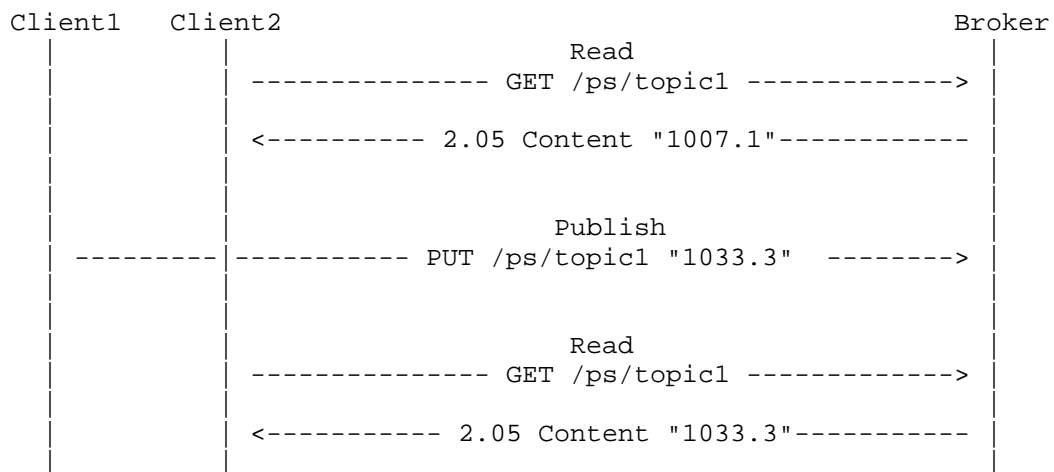 Client1 Client2 Broker
Read
--------------- GET /ps/topic1 ------------->
<---------- 2.05 Content "1007.1"------------
Publish
---------|----------- PUT /ps/topic1 "1033.3" -------->
Read
--------------- GET /ps/topic1 ------------->
<----------- 2.05 Content "1033.3"-----------